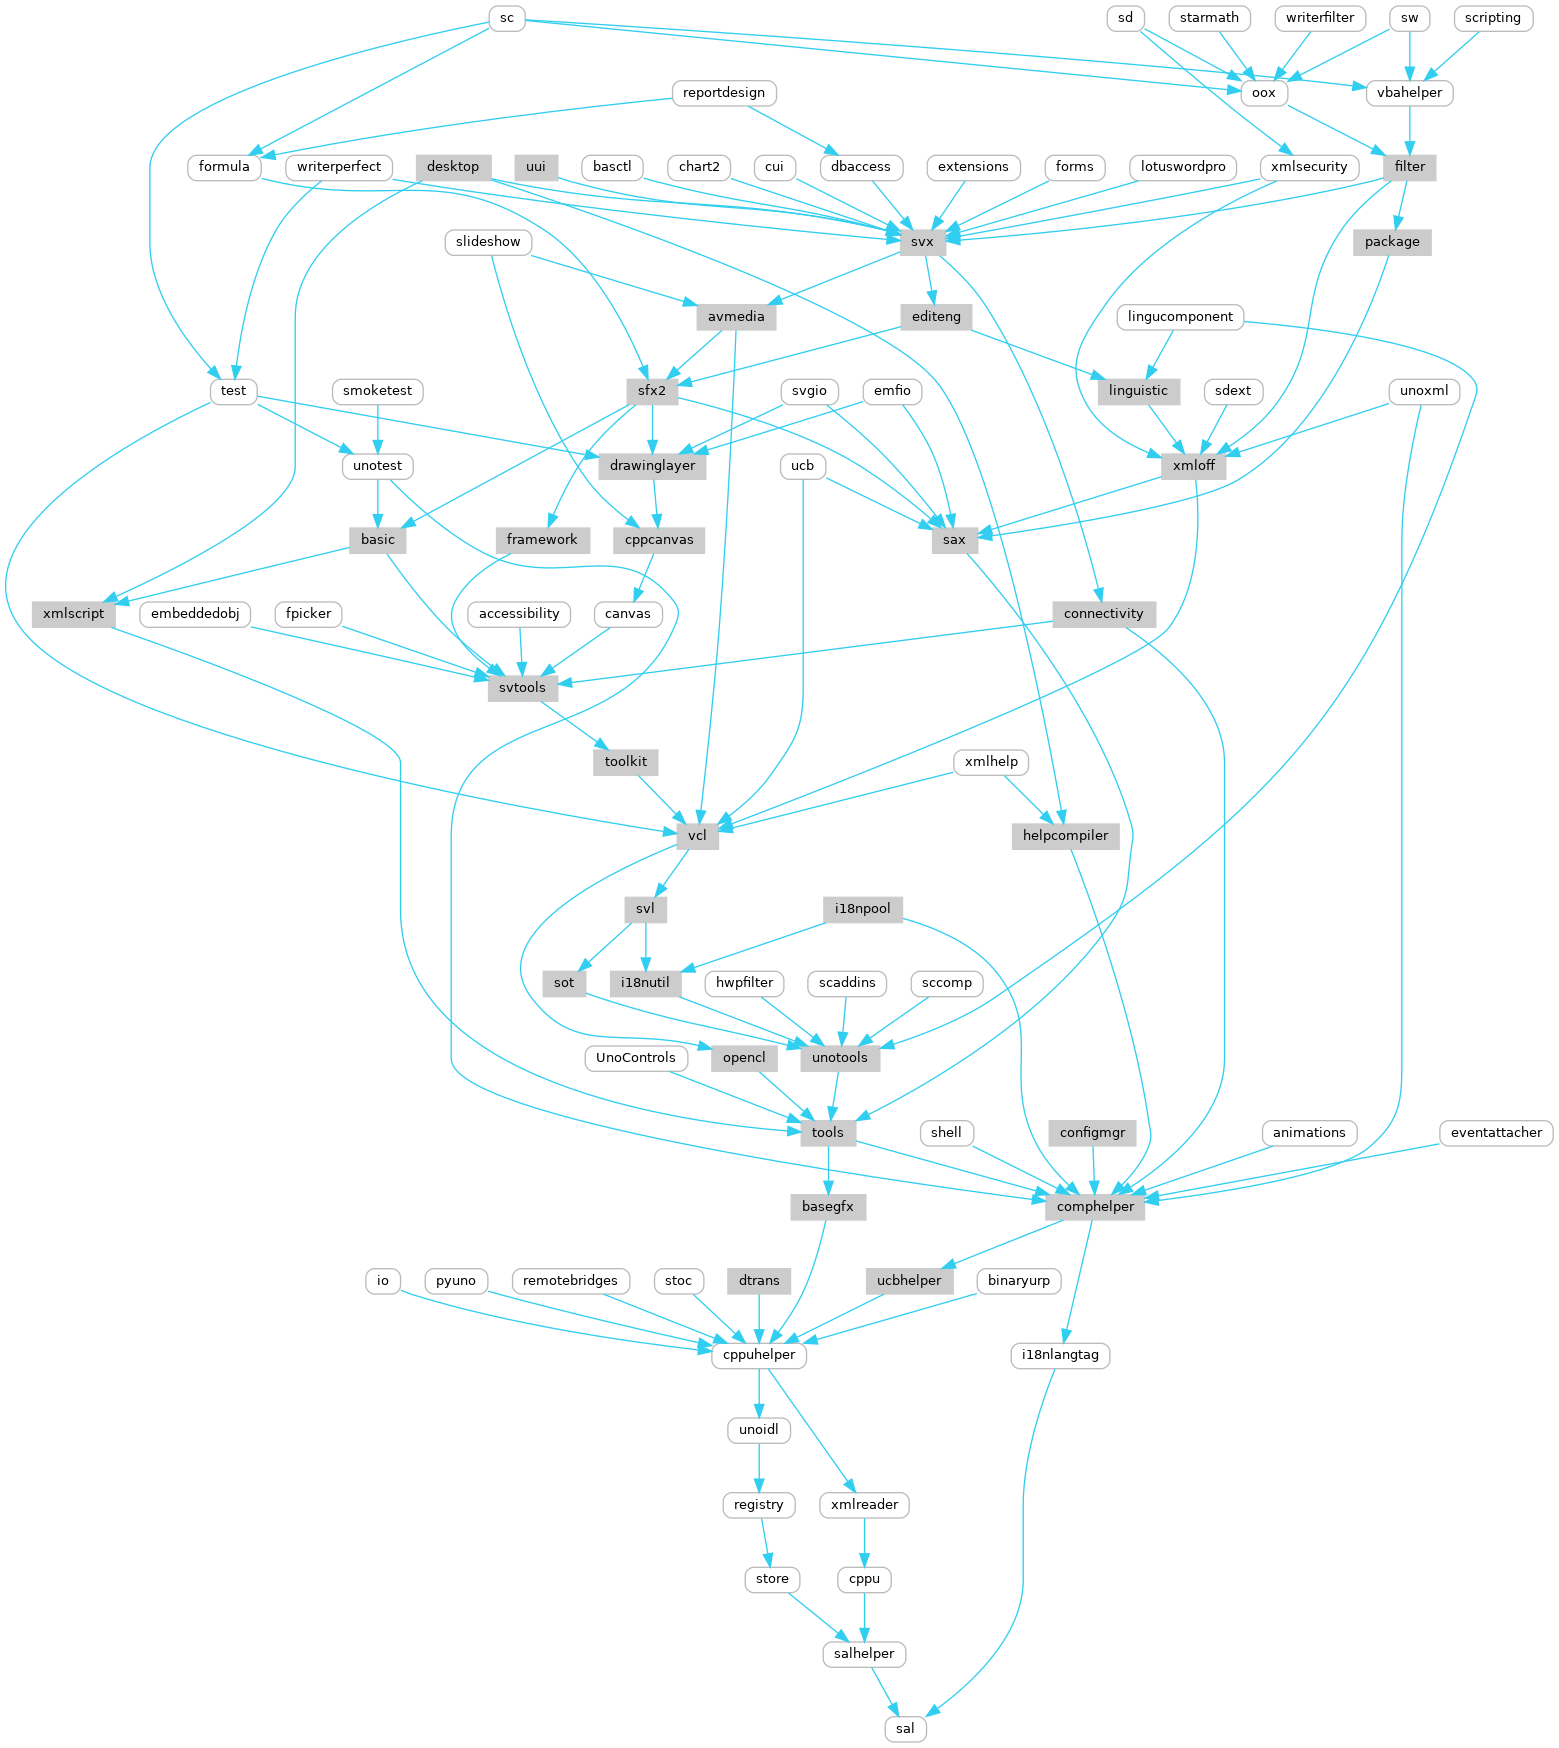 sc
sd
starmath
writerfilter
sw
scripting
reportdesign
oox
vbahelper
formula
writerperfect
desktop
uui
basctl
chart2
cui
dbaccess
extensions
forms
lotuswordpro
xmlsecurity
filter
slideshow
svx
package
avmedia
editeng
lingucomponent
test
smoketest
sfx2
svgio
emfio
linguistic
sdext
unoxml
unotest
drawinglayer
ucb
xmloff
basic
framework
cppcanvas
sax
xmlscript
embeddedobj
fpicker
accessibility
canvas
connectivity
svtools
toolkit
xmlhelp
vcl
helpcompiler
svl
i18npool
sot
i18nutil
hwpfilter
scaddins
sccomp
UnoControls
opencl
unotools
tools
shell
configmgr
animations
eventattacher
basegfx
comphelper
io
pyuno
remotebridges
stoc
dtrans
ucbhelper
binaryurp
cppuhelper
i18nlangtag
unoidl
registry
xmlreader
store
cppu
salhelper
sal